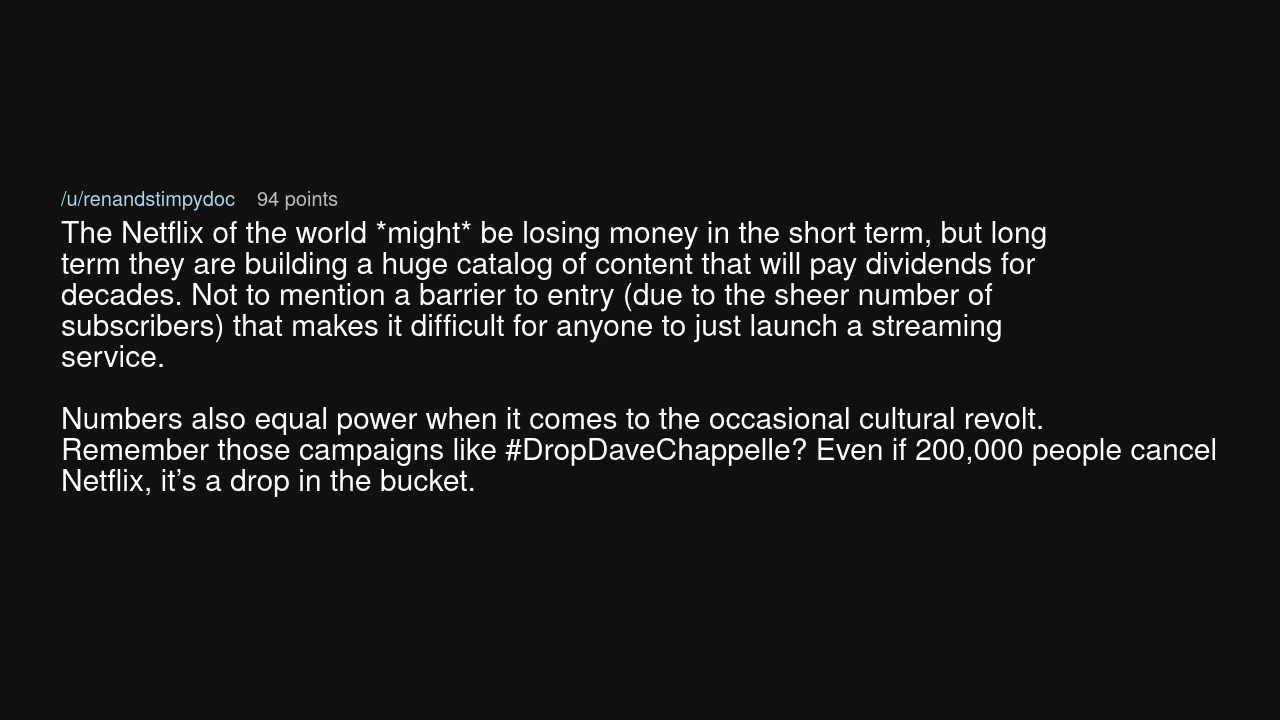 /u/renandstimpydoc 94 points
The Netflix of the world *might* be losing money in the short term, but long
term they are building a huge catalog of content that will pay dividends for
decades. Not to mention a barrier to entry (due to the sheer number of
subscribers) that makes it difficult for anyone to just launch a streaming
service.
Numbers also equal power when it comes to the occasional cultural revolt.
Remember those campaigns like #DropDaveChappelle? Even if 200,000 people cancel
Netflix, it’s a drop in the bucket.